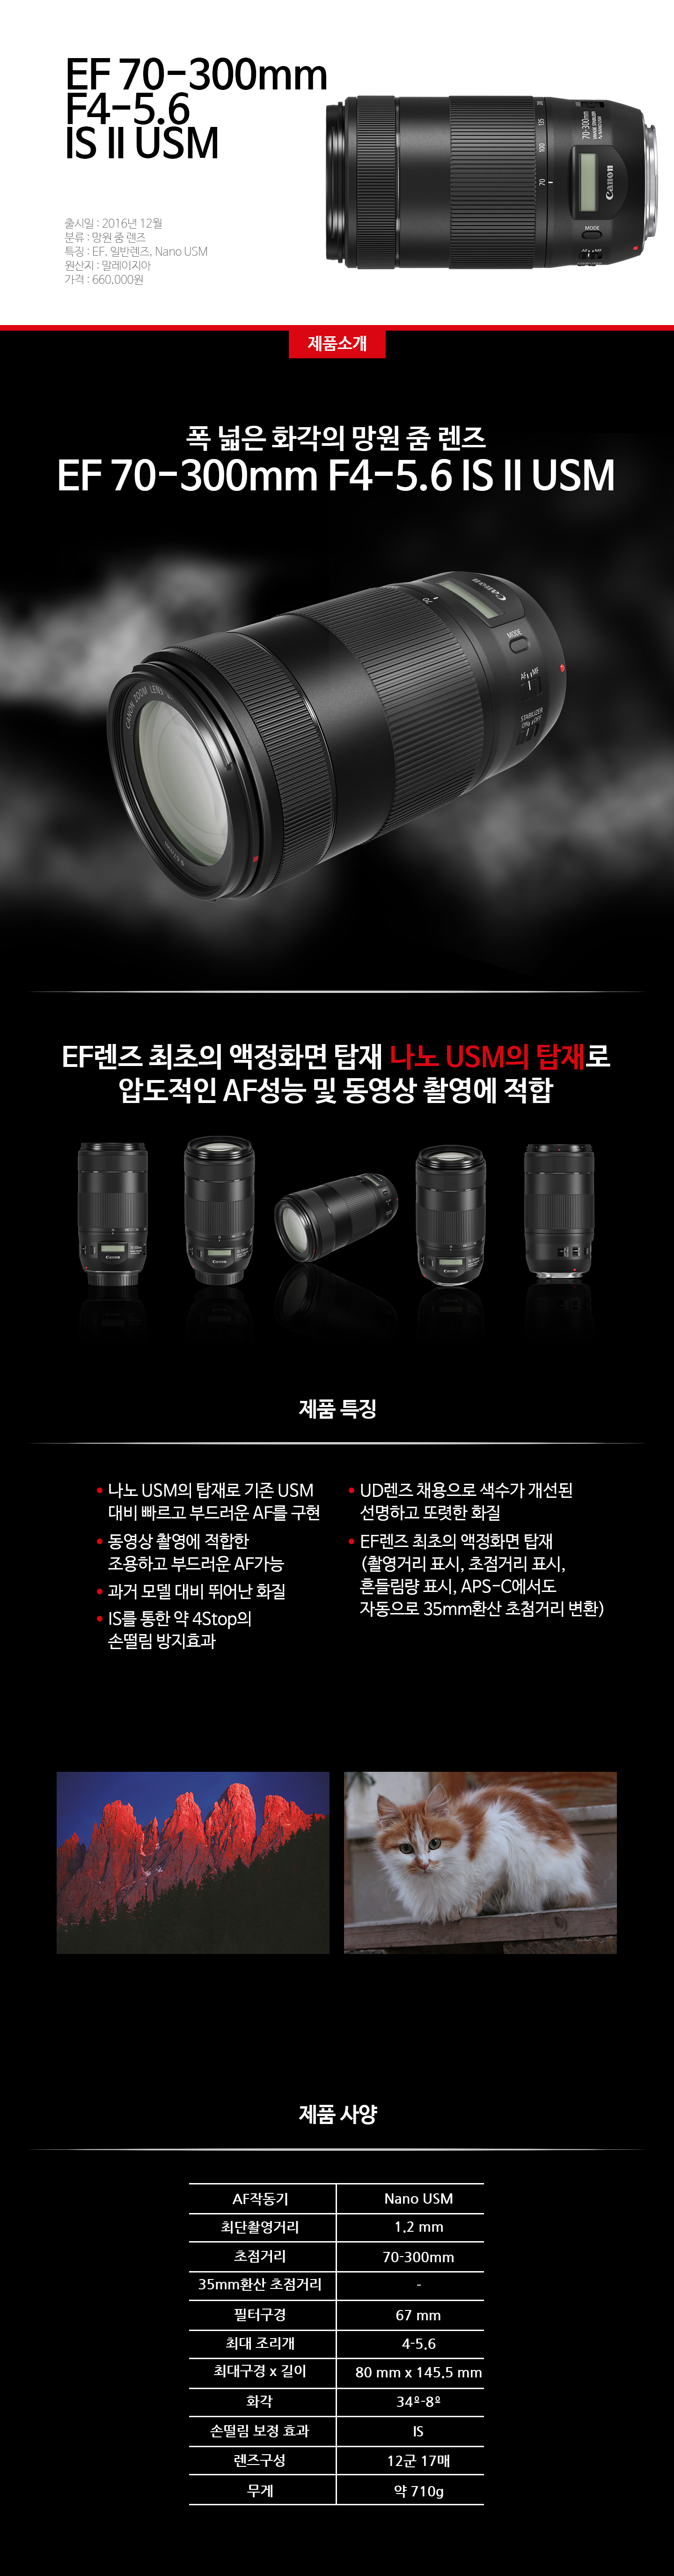 EF 70-300mm
F4-5.6
IS II USM
출시일 : 2016년 12월
분류 : 망원 줌 렌즈
특징 : EF, 일반렌즈, Nano USM
원산지 : 말레이지아
가격 : 660,000원
135
100
70
70-300mm
Canon
MODE
제품소개
폭 넓은 화각의 망원 줌 렌즈
EF 70-300mm F4-5.6 IS II USM
Canon
70
MODE
AF MF
STABILIZER
ON OFF
CANON ZOOM LENS
EF렌즈 최초의 액정화면 탑재 나노 USM의 탑재로
압도적인 AF성능 및 동영상 촬영에 적합
제품 특징
• 나노 USM의 탑재로 기존 USM
대비 빠르고 부드러운 AF를 구현
• 동영상 촬영에 적합한
조용하고 부드러운 AF가능
• 과거 모델 대비 뛰어난 화질
• IS를 통한 약 4Stop의
손떨림 방지효과
• UD렌즈 채용으로 색수가 개선된
선명하고 또렷한 화질
• EF렌즈 최초의 액정화면 탑재
(촬영거리 표시, 초점거리 표시,
흔들림량 표시, APS-C에서도
자동으로 35mm환산 초첨거리 변환)
제품 사양
AF작동기 Nano USM
최단촬영거리 1.2 mm
초점거리 70-300mm
35mm환산 초점거리 -
필터구경 67 mm
최대 조리개 4-5.6
최대구경 x 길이 80 mm x 145.5 mm
화각 34º-8º
손떨림 보정 효과 IS
렌즈구성 12군 17매
무게 약 710g